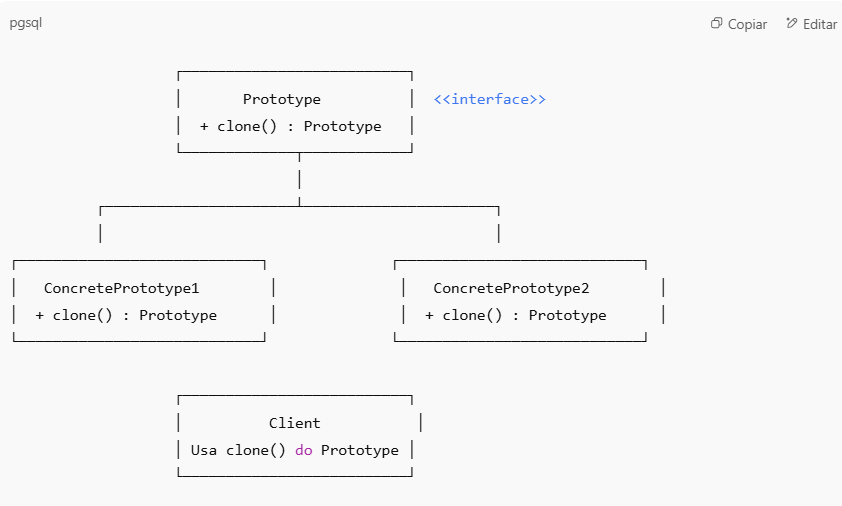 pgsql Copiar Editar
Prototype <<interface>>
+ clone() : Prototype
ConcretePrototype1 ConcretePrototype2
+ clone() : Prototype + clone() : Prototype
Client
Usa clone() do Prototype